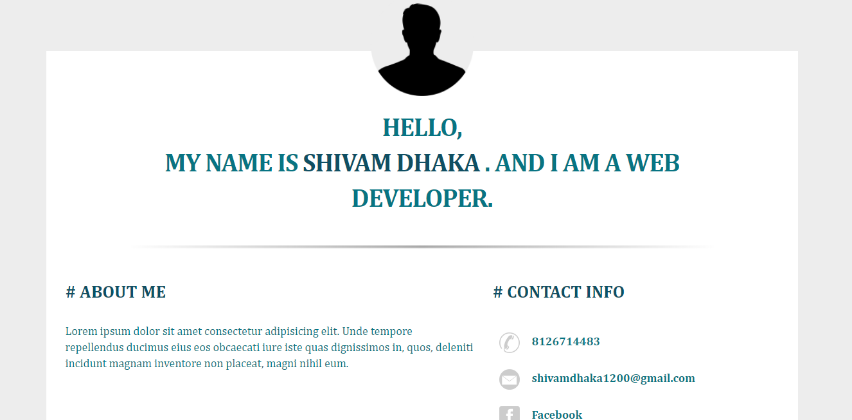 HELLO,
MY NAME IS SHIVAM DHAKA . AND I AM A WEB
DEVELOPER.
# ABOUT ME
Lorem ipsum dolor sit amet consectetur adipisicing elit. Unde tempore
repellendus ducimus eius eos obcaecati iure iste quas dignissimos in, quos, deleniti
incidunt magnam inventore non placeat, magni nihil eum.
# CONTACT INFO
8126714483
shivamdhaka1200@gmail.com
Facebook